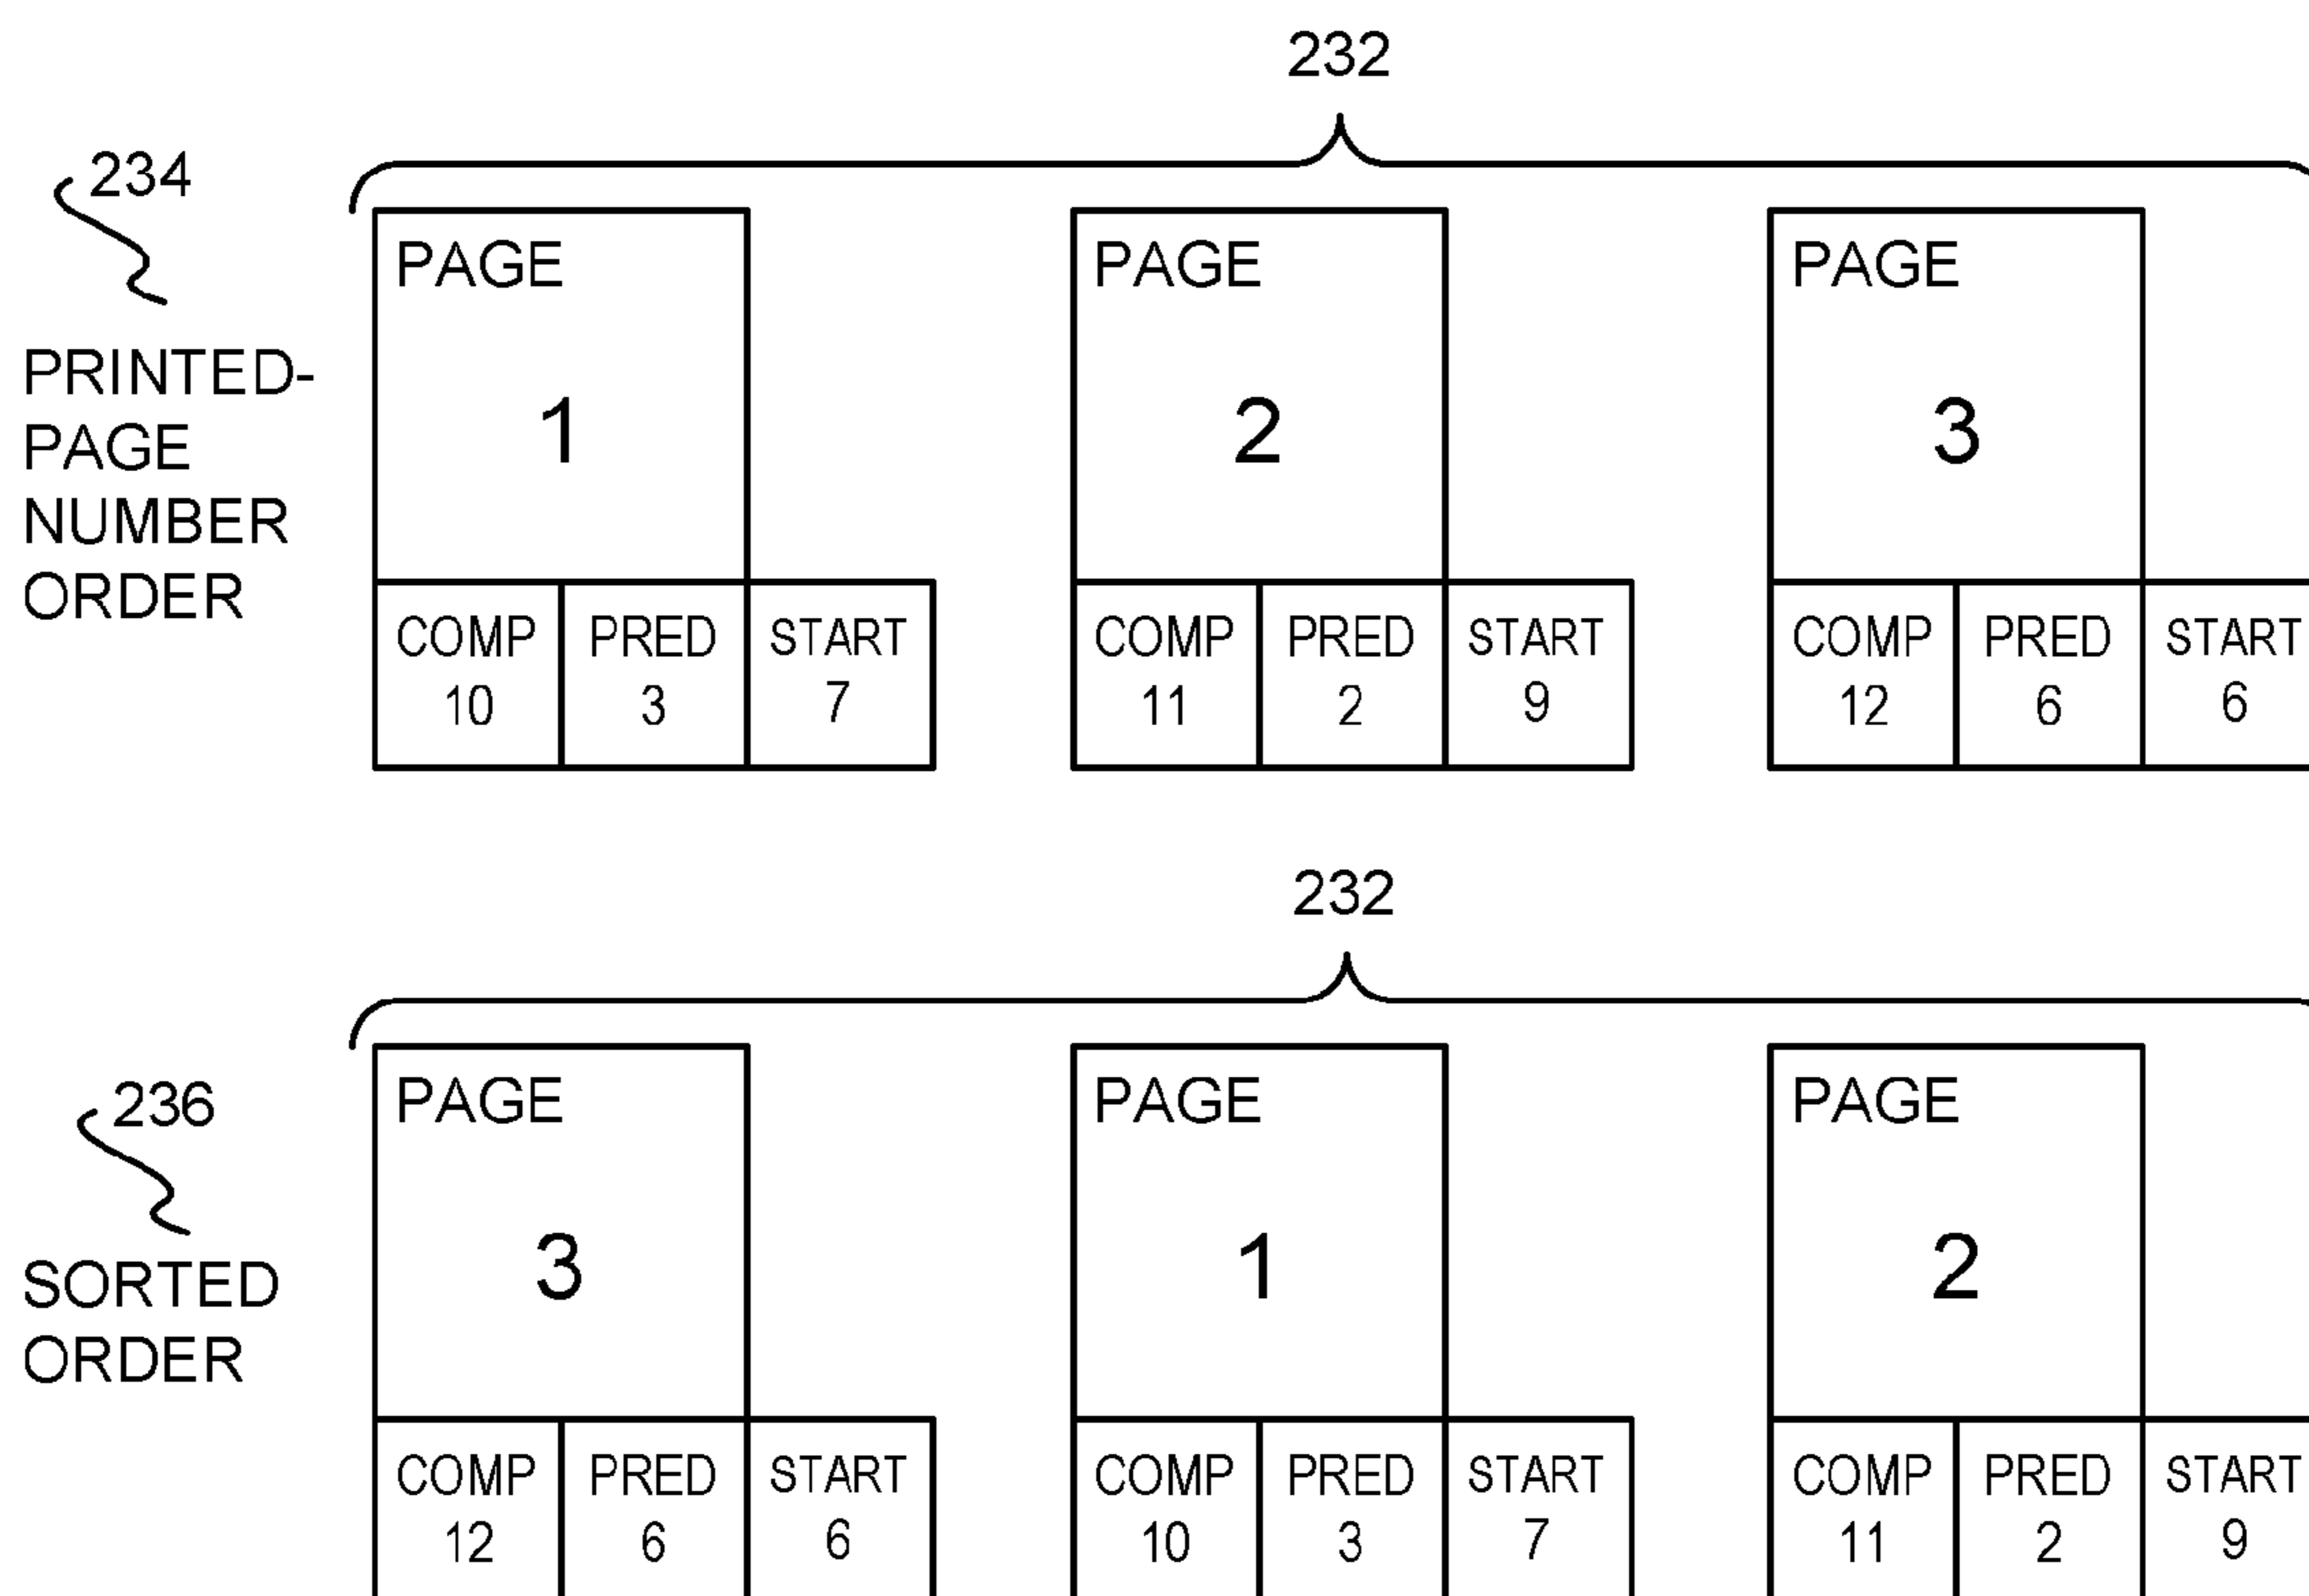 232
234
PRINTED-
PAGE
NUMBER
ORDER
PAGE PAGE PAGE
1 2 3
COMP PRED START COMP PRED START COMP PRED START
10 3 7 11 2 9 12 6 6
232
236
SORTED
ORDER
PAGE PAGE PAGE
3 1 2
COMP PRED START COMP PRED START COMP PRED START
12 6 6 10 3 7 11 2 9